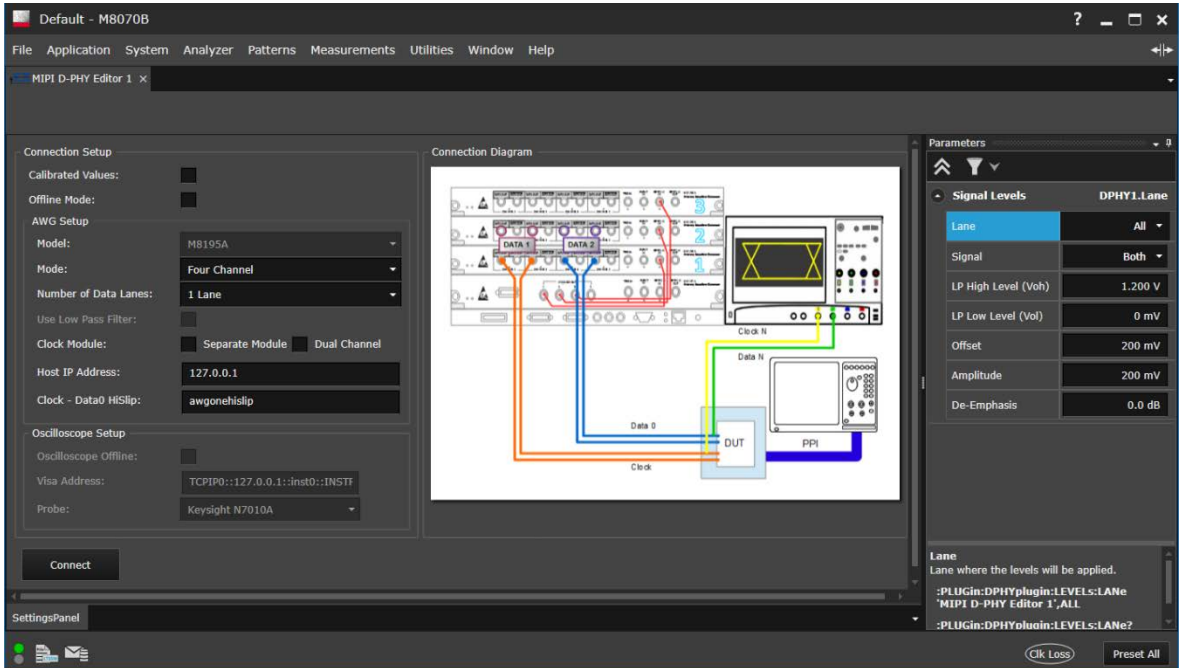 Default - M8070B
File Application System Analyzer Patterns Measurements Utilities Window Help
MIPI D-PHY Editor 1
Connection Setup
Calibrated Values:
Offline Mode:
AWG Setup
Model: M8195A
Mode: Four Channel
Number of Data Lanes: 1 Lane
Use Low Pass Filter:
Clock Module: Separate Module Dual Channel
Host IP Address: 127.0.0.1
Clock - Data0 HiSlip: awgonehislip
Oscilloscope Setup
Oscilloscope Offline:
Visa Address: TCPIP0::127.0.0.1::inst0::INSTF
Probe: Keysight N7010A
Connect
SettingsPanel
Connection Diagram
3
2
DATA 1 DATA 2
1
Clock N
Data N
Data 0
DUT
PPI
Clock
Parameters
Signal Levels DPHY1.Lane
Lane All
Signal Both
LP High Level (Voh) 1.200 V
LP Low Level (Vol) 0 mV
Offset 200 mV
Amplitude 200 mV
De-Emphasis 0.0 dB
Lane
Lane where the levels will be applied.
:PLUGin:DPHYplugin:LEVELs:LANe
'MIPI D-PHY Editor 1',ALL
:PLUGin:DPHYplugin:LEVELs:LANe?
Clk Loss Preset All